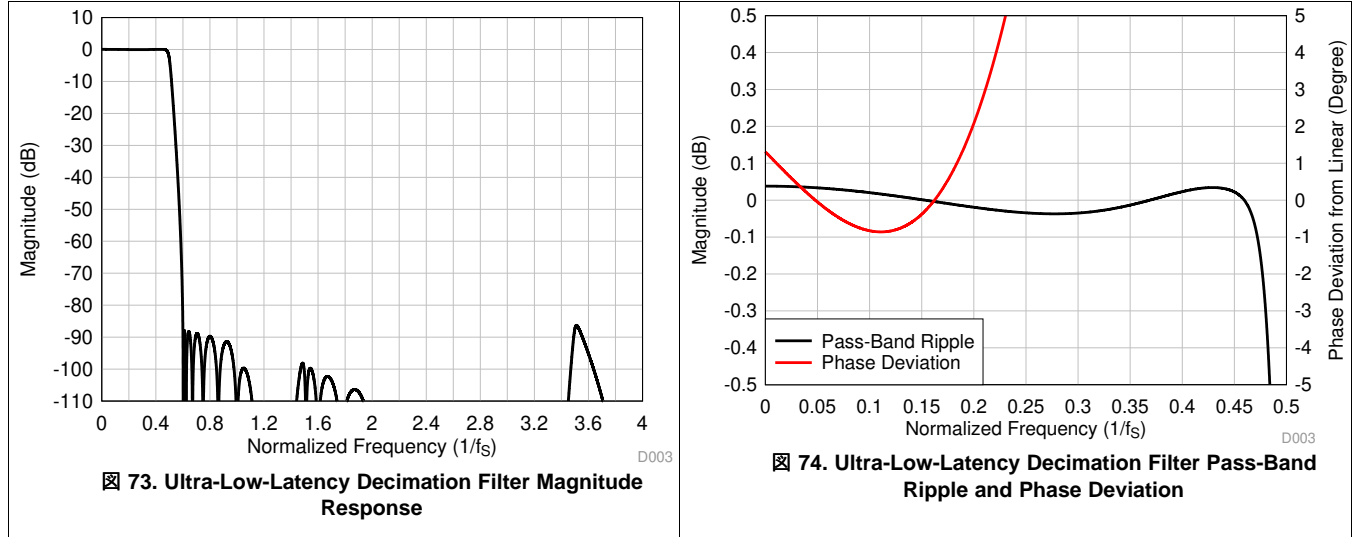 10
0
-10
-20
-30
-40
-50
-60
-70
-80
-90
-100
-110
Magnitude (dB)
0 0.4 0.8 1.2 1.6 2 2.4 2.8 3.2 3.6 4
Normalized Frequency (1/fS)
D003
図 73. Ultra-Low-Latency Decimation Filter Magnitude
Response
0.5
0.4
0.3
0.2
0.1
0
-0.1
-0.2
-0.3
-0.4
-0.5
Magnitude (dB)
5
4
3
2
1
0
-1
-2
-3
-4
-5
Phase Deviation from Linear (Degree)
Pass-Band Ripple
Phase Deviation
0 0.05 0.1 0.15 0.2 0.25 0.3 0.35 0.4 0.45 0.5
Normalized Frequency (1/fS)
D003
図 74. Ultra-Low-Latency Decimation Filter Pass-Band
Ripple and Phase Deviation